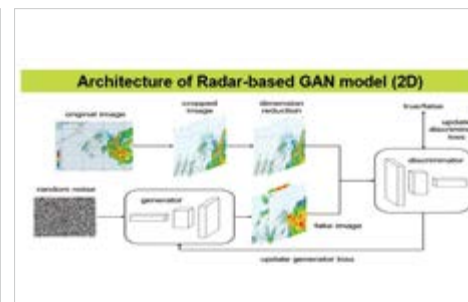 Architecture of Radar-based GAN model (2D)
original image
cropped
image
dimension
reduction
true/false
update
discriminator
loss
discriminator
random noise
generator
fake image
update generator loss